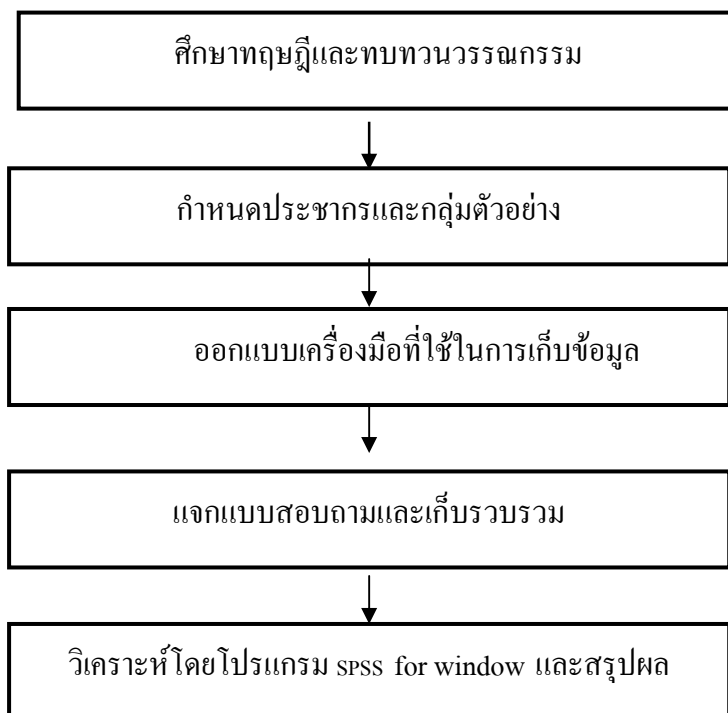 ศึกษาทฤษฎีและทบทวนวรรณกรรม
กำหนดประชากรและกลุ่มตัวอย่าง
ออกแบบเครื่องมือที่ใช้ในการเก็บข้อมูล
แจกแบบสอบถามและเก็บรวบรวม
วิเคราะห์โดยโปรแกรม SPSS for window และสรุปผล